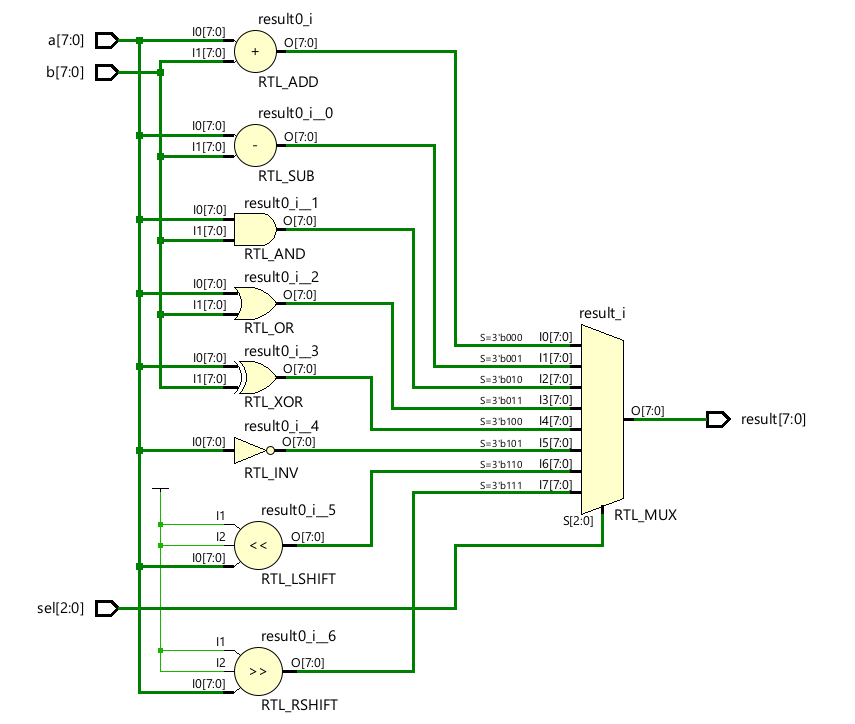 result0_i
a[7:0]
I0[7:0]
O[7:0]
+
I1[7:0]
b[7:0]
RTL_ADD
result0_i__0
I0[7:0]
O[7:0]
-
I1[7:0]
RTL_SUB
result0_i__1
I0[7:0]
O[7:0]
I1[7:0]
RTL_AND
result0_i__2
I0[7:0]
O[7:0]
I1[7:0]
RTL_OR
result0_i__3
I0[7:0]
O[7:0]
I1[7:0]
RTL_XOR
result0_i__4
I0[7:0]
O[7:0]
RTL_INV
result0_i__5
I1
I2
<<
O[7:0]
I0[7:0]
RTL_LSHIFT
sel[2:0]
result0_i__6
I1
I2
>>
O[7:0]
I0[7:0]
RTL_RSHIFT
result_i
S=3'b000 I0[7:0]
S=3'b001 I1[7:0]
S=3'b010 I2[7:0]
S=3'b011 I3[7:0]
S=3'b100 I4[7:0]
S=3'b101 I5[7:0]
S=3'b110 I6[7:0]
S=3'b111 I7[7:0]
O[7:0]
result[7:0]
S[2:0]
RTL_MUX